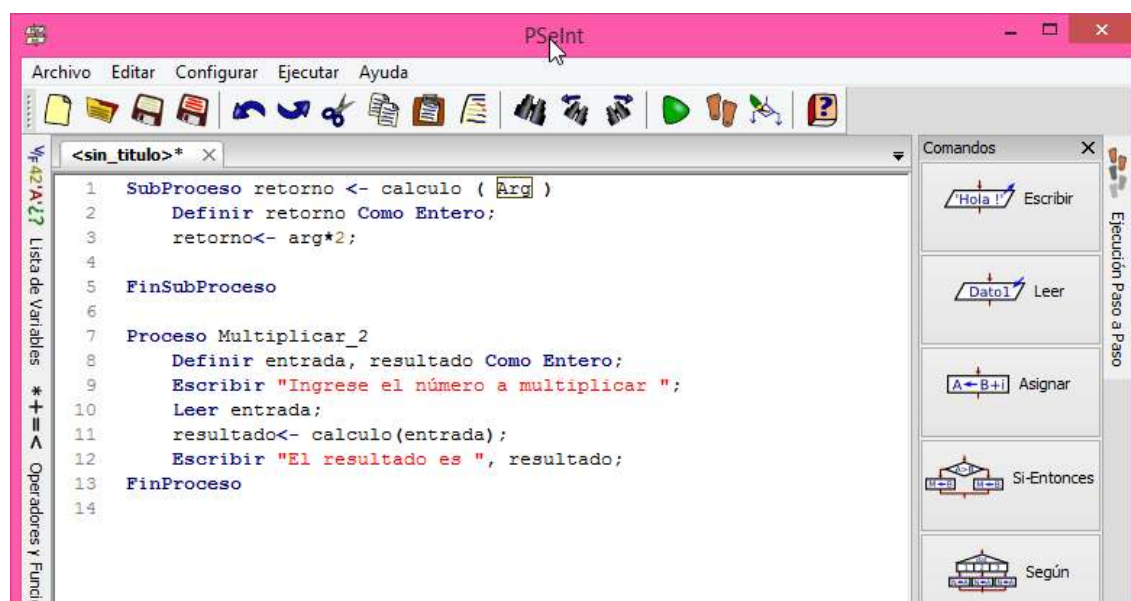 PSeInt
Archivo Editar Configurar Ejecutar Ayuda
<sin_titulo>* X
1 SubProceso retorno <- calculo ( Arg )
2 Definir retorno Como Entero;
3 retorno<- arg*2;
4
5 FinSubProceso
6
7 Proceso Multiplicar_2
8 Definir entrada, resultado Como Entero;
9 Escribir "Ingrese el número a multiplicar ";
10 Leer entrada;
11 resultado<- calculo(entrada);
12 Escribir "El resultado es ", resultado;
13 FinProceso
14
Comandos X
'Hola !' Escribir
Dato1 Leer
A←B+i Asignar
A>B
Si-Entonces
Según
Lista de Variables
*+=< Operadores y Funci
Ejecución Paso a Paso